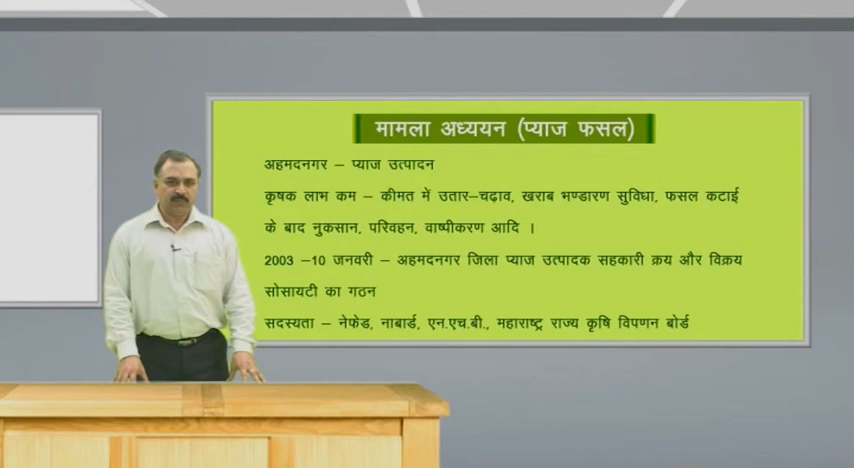 मामला अध्ययन (प्याज फसल)
अहमदनगर – प्याज उत्पादन
कृषक लाभ कम – कीमत में उतार–चढ़ाव, खराब भण्डारण सुविधा, फसल कटाई
के बाद नुकसान, परिवहन, वाष्पीकरण आदि ।
2003 –10 जनवरी – अहमदनगर जिला प्याज उत्पादक सहकारी क्रय और विक्रय
सोसायटी का गठन
सदस्यता – नेफेड, नाबार्ड, एन.एच.बी., महाराष्ट्र राज्य कृषि विपणन बोर्ड